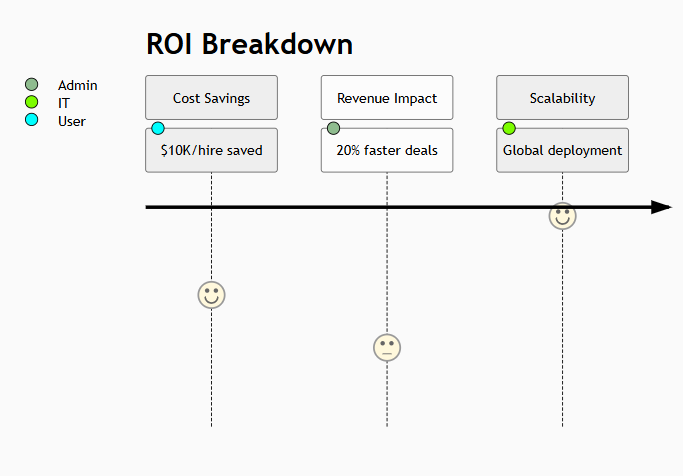 ROI Breakdown
Admin
IT
User
Cost Savings
Revenue Impact
Scalability
$10K/hire saved
20% faster deals
Global deployment